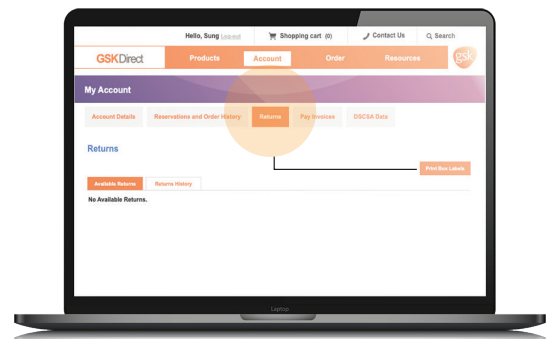 Hello, Sung Log out
Shopping cart (0)
Contact Us
Search
GSKDirect
Products
Account
Order
Resources
gsk
My Account
Account Details
Reservations and Order History
Returns
Pay Invoices
DSCSA Data
Returns
Print Box Labels
Available Returns
Returns History
No Available Returns.
Laptop